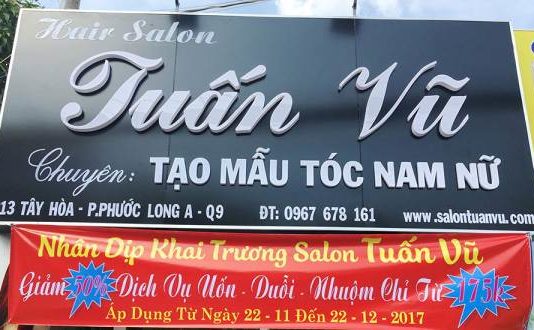 Hair Salon
Tuấn Vũ
Chuyên: TẠO MẪU TÓC NAM NỮ
13 TÂY HÒA - P.PHƯỚC LONG A - Q9 ĐT: 0967 678 161 www.salontuanvu.com
Nhân Dịp Khai Trương Salon Tuấn Vũ
Giảm 50% Dịch Vụ Uốn - Duỗi - Nhuộm Chỉ Từ 175k
Áp Dụng Từ Ngày 22 - 11 Đến 22 - 12 - 2017